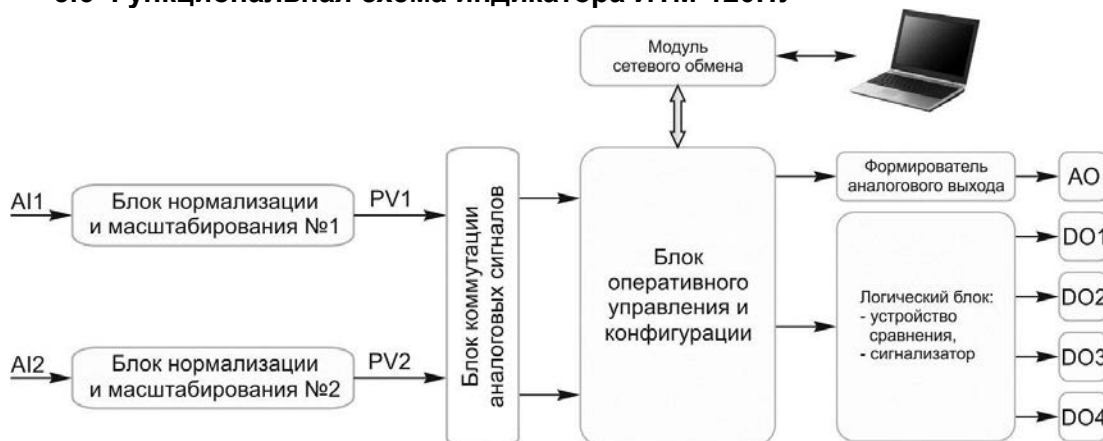 Модуль
сетевого обмена
AI1
Блок нормализации
и масштабирования №1
PV1
AI2
Блок нормализации
и масштабирования №2
PV2
Блок коммутации
аналоговых сигналов
Блок
оперативного
управления и
конфигурации
Формирователь
аналогового выхода
AO
Логический блок:
- устройство
сравнения,
- сигнализатор
DO1
DO2
DO3
DO4